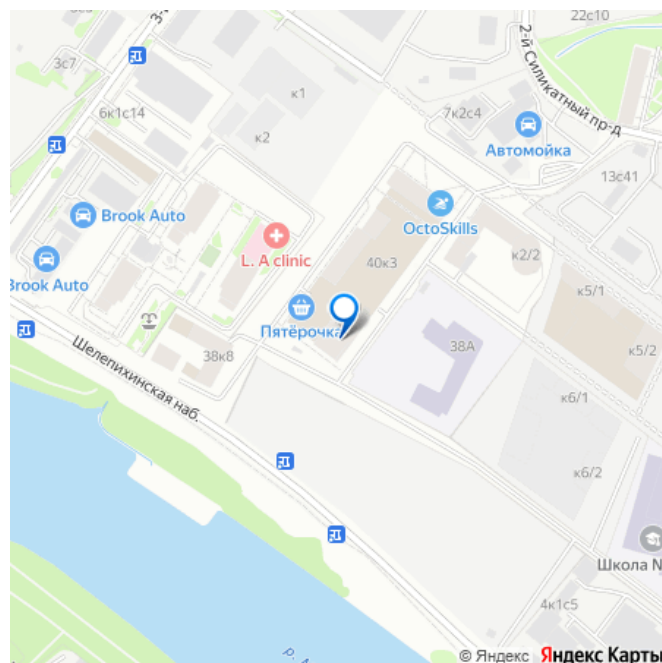 22с10
3-
3с7
2-й Силикатный пр-д
к1
6к1с14
7к2с4
к2
Автомойка
13с41
Brook Auto
OctoSkills
L. A clinic
40к3
к2/2
Brook Auto
к5/1
Пятёрочка
38к8
38А
к5/2
Шелепихинская наб.
к6/1
к6/2
Школа N
4к1с5
р.
© Яндекс Яндекс Карты